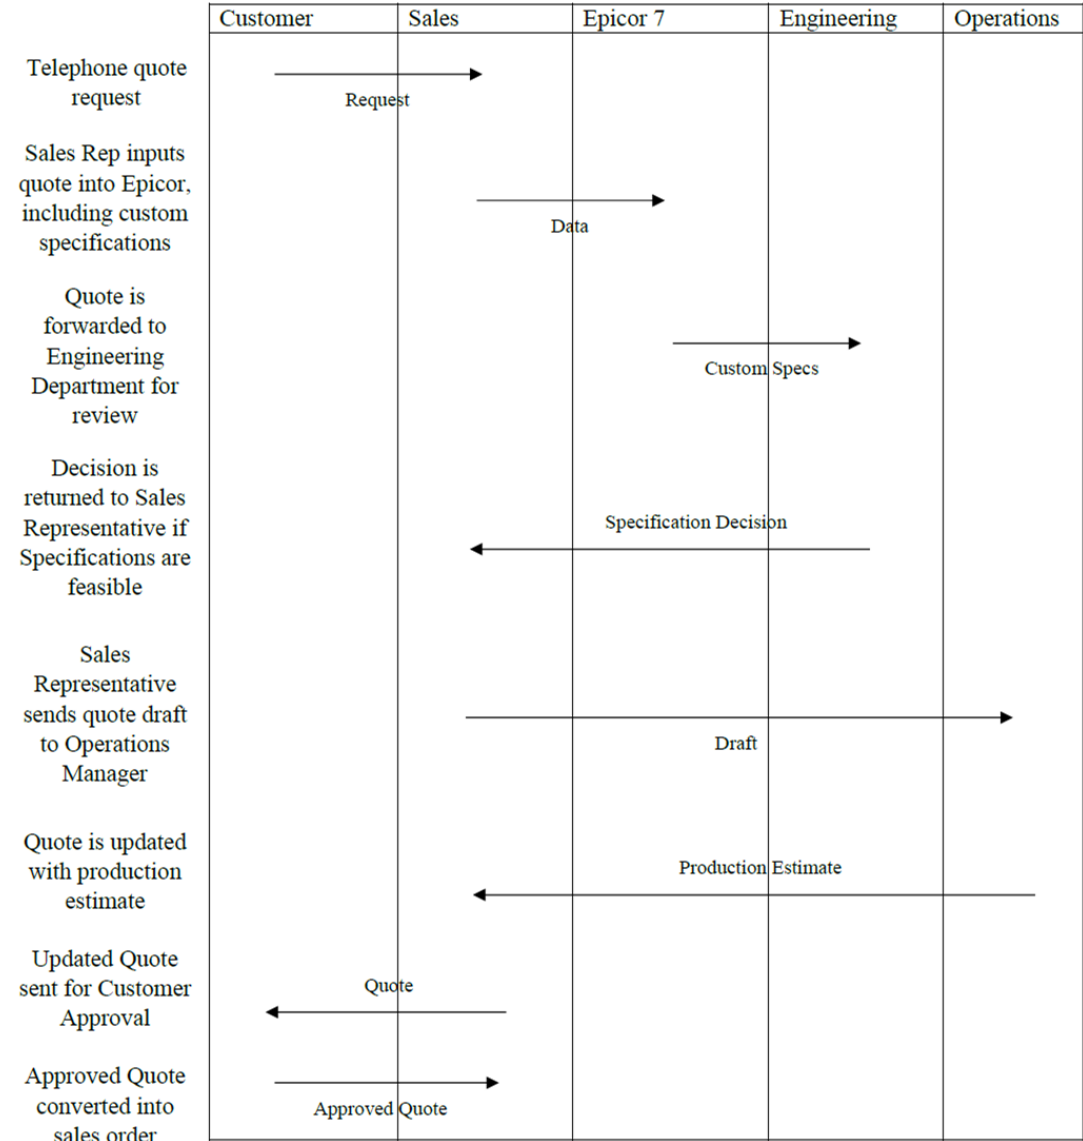 Customer Sales Epicor 7 Engineering Operations
Telephone quote
request
Request
Sales Rep inputs
quote into Epicor,
including custom
specifications
Data
Quote is
forwarded to
Engineering
Department for
review
Custom Specs
Decision is
returned to Sales
Representative if
Specifications are
feasible
Specification Decision
Sales
Representative
sends quote draft
to Operations
Manager
Draft
Quote is updated
with production
estimate
Production Estimate
Updated Quote
sent for Customer
Approval
Quote
Approved Quote
converted into
sales order
Approved Quote